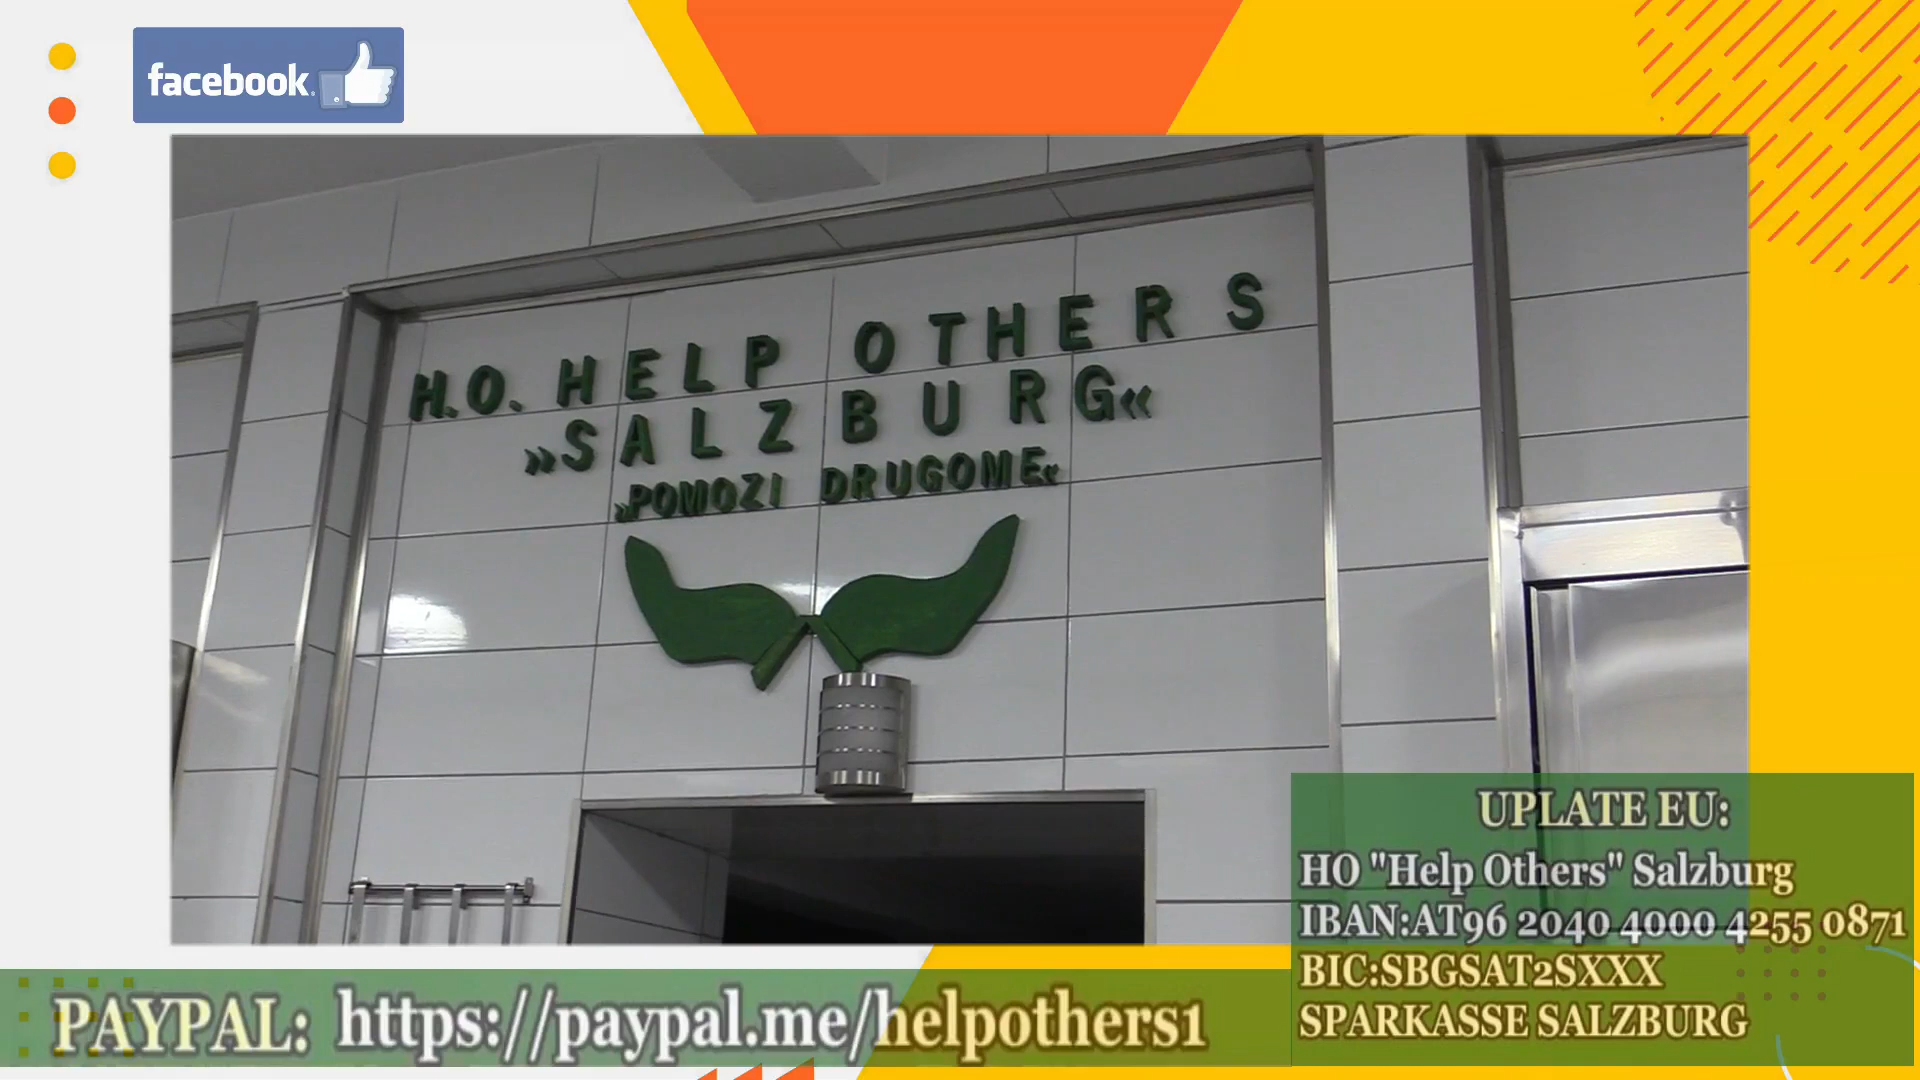 facebook.
H.O. HELP OTHERS
»SALZBURG«
»POMOZI DRUGOME«
UPLATE EU:
HO "Help Others" Salzburg
IBAN:AT96 2040 4000 4255 0871
BIC:SBGSAT2SXXX
SPARKASSE SALZBURG
PAYPAL: https://paypal.me/helpothers1